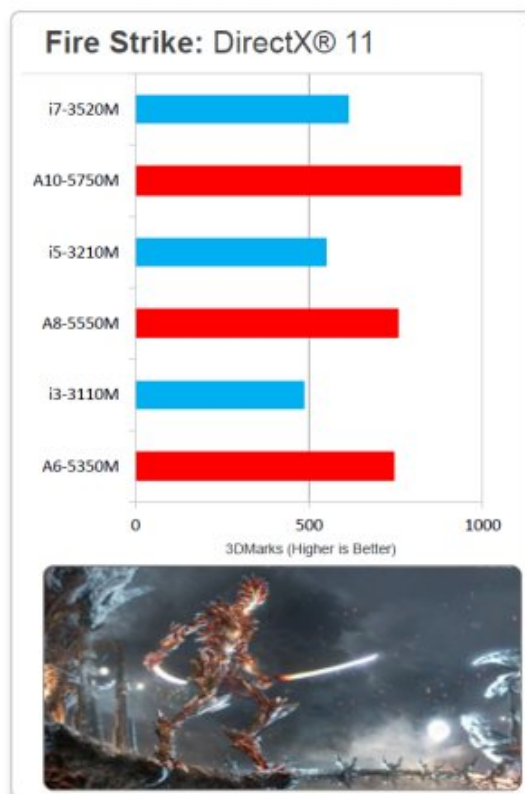 Fire Strike: DirectX® 11
i7-3520M
A10-5750M
i5-3210M
A8-5550M
i3-3110M
A6-5350M
0 500 1000
3DMarks (Higher is Better)